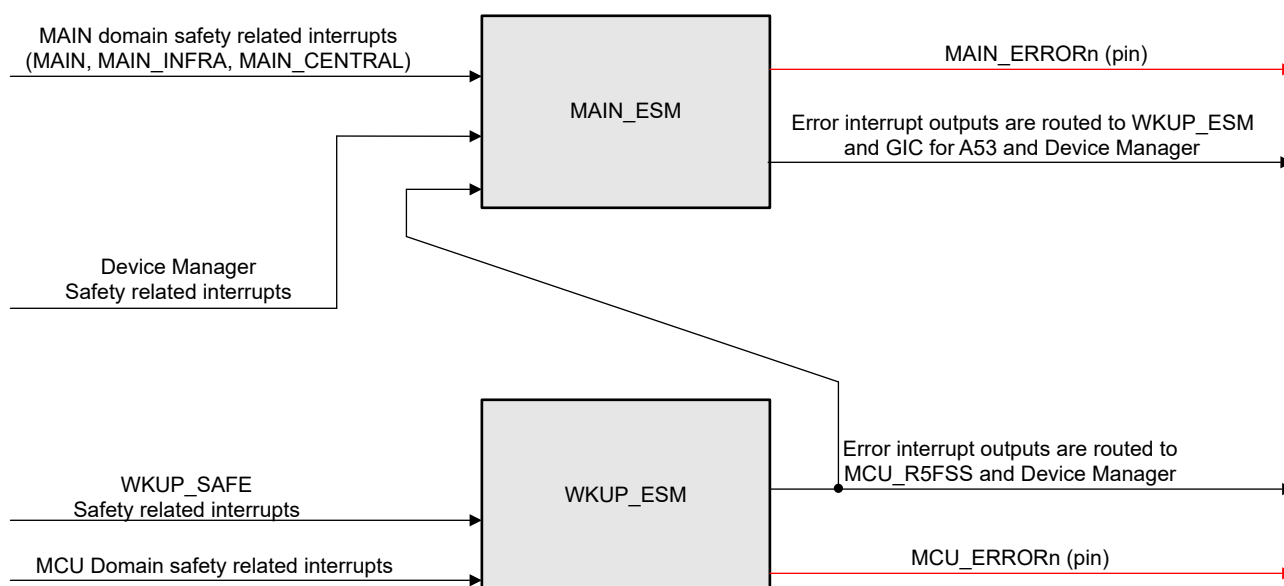 MAIN domain safety related interrupts
(MAIN, MAIN_INFRA, MAIN_CENTRAL)
MAIN_ESM
MAIN_ERRORn (pin)
Error interrupt outputs are routed to WKUP_ESM
and GIC for A53 and Device Manager
Device Manager
Safety related interrupts
WKUP_SAFE
Safety related interrupts
MCU Domain safety related interrupts
WKUP_ESM
Error interrupt outputs are routed to
MCU_R5FSS and Device Manager
MCU_ERRORn (pin)